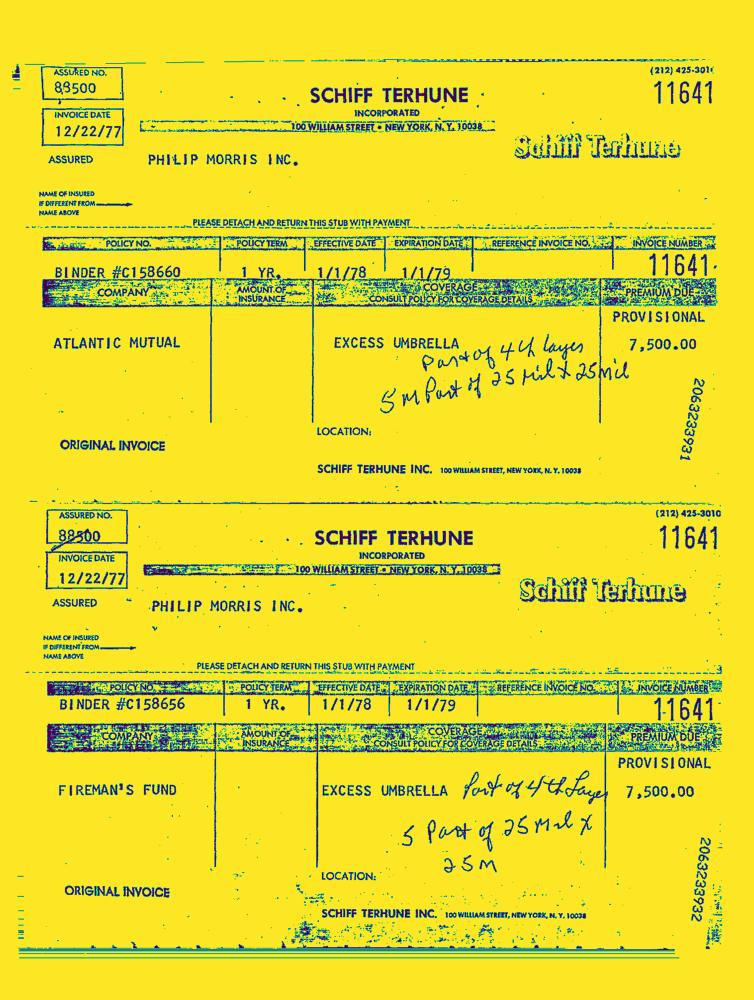 ASSURED NO.
88500
(212) 425-301
SCHIFF TERHUNE
11641
INCORPORATED
INVOICE DATE
12/22/77
100 WILLIAM STREET • NEW YORK, N. Y. 10038
Schiff Terhune
ASSURED
PHILIP MORRIS INC.
NAME OF INSURED
IF DIFFERENT FROM
NAME ABOVE
PLEASE DETACH AND RETURN THIS STUB WITH PAYMENT
POLICY NO. POLICY TERM EFFECTIVE DATE EXPIRATION DATE REFERENCE INVOICE NO. INVOICE NUMBER
BINDER #C158660 1 YR. 1/1/78 1/1/79 11641
COMPANY AMOUNT OF INSURANCE COVERAGE CONSULT POLICY FOR COVERAGE DETAILS PREMIUM DUE
PROVISIONAL
ATLANTIC MUTUAL EXCESS UMBRELLA 7,500.00
Part of 4th layer
5M Part of 25 Mil x 25mil
2063233931
LOCATION:
ORIGINAL INVOICE
SCHIFF TERHUNE INC. 100 WILLIAM STREET, NEW YORK, N. Y. 10038
ASSURED NO.
88500
(212) 425-3010
SCHIFF TERHUNE
11641
INCORPORATED
INVOICE DATE
12/22/77
100 WILLIAM STREET • NEW YORK, N. Y. 10038
Schiff Terhune
ASSURED
PHILIP MORRIS INC.
NAME OF INSURED
IF DIFFERENT FROM
NAME ABOVE
PLEASE DETACH AND RETURN THIS STUB WITH PAYMENT
POLICY NO. POLICY TERM EFFECTIVE DATE EXPIRATION DATE REFERENCE INVOICE NO. INVOICE NUMBER
BINDER #C158656 1 YR. 1/1/78 1/1/79 11641
COMPANY AMOUNT OF INSURANCE COVERAGE CONSULT POLICY FOR COVERAGE DETAILS PREMIUM DUE
PROVISIONAL
FIREMAN'S FUND EXCESS UMBRELLA Part of 4th Layer 7,500.00
5 Part of 25 Mil x
25M
2063233932
LOCATION:
ORIGINAL INVOICE
SCHIFF TERHUNE INC. 100 WILLIAM STREET, NEW YORK, N. Y. 10038